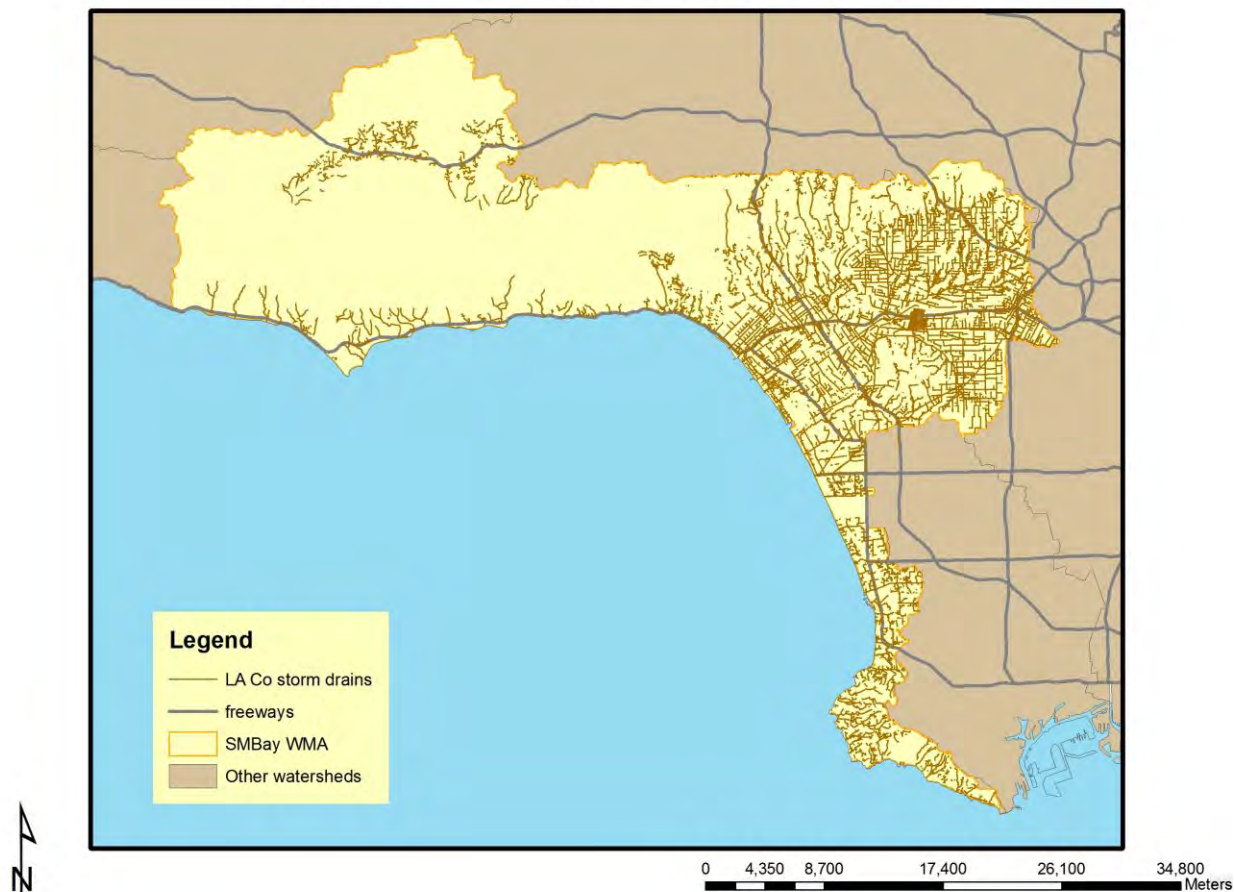 Legend
LA Co storm drains
freeways
SMBay WMA
Other watersheds
N
0 4,350 8,700 17,400 26,100 34,800
Meters